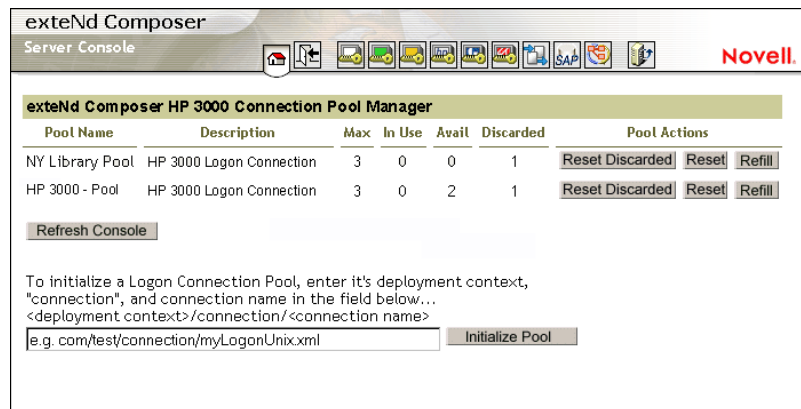 exteNd Composer
Server Console
hp
SAP
Novell.
exteNd Composer HP 3000 Connection Pool Manager
Pool Name Description Max In Use Avail Discarded Pool Actions
NY Library Pool HP 3000 Logon Connection 3 0 0 1 Reset Discarded Reset Refill
HP 3000 - Pool HP 3000 Logon Connection 3 0 2 1 Reset Discarded Reset Refill
Refresh Console
To initialize a Logon Connection Pool, enter it's deployment context,
"connection", and connection name in the field below...
<deployment context>/connection/<connection name>
e.g. com/test/connection/myLogonUnix.xml Initialize Pool